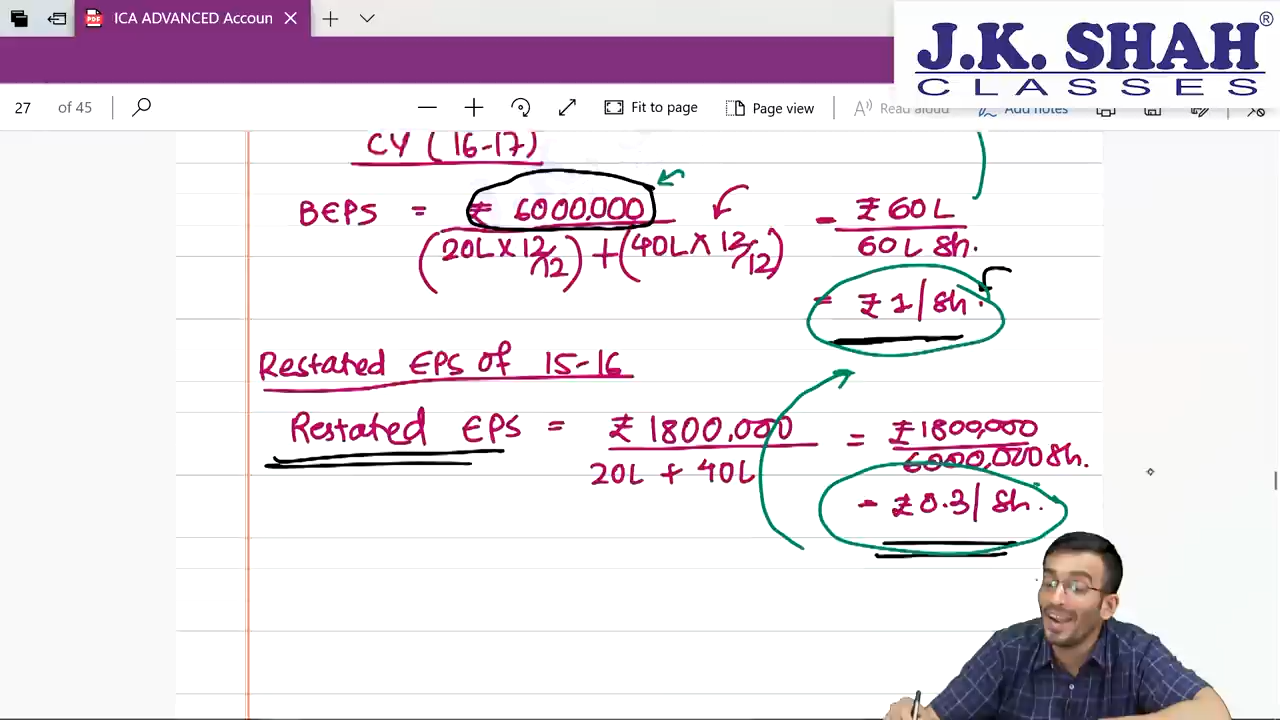 ICA ADVANCED Accoun
J.K. SHAH ®
CLASSES
27 of 45
Fit to page
Page view
Read aloud
Add notes
CY (16-17)
BEPS = ₹ 6000,000 / (20L × 12/12) + (40L × 12/12) = ₹ 60L / 60L Sh.
= ₹ 1/Sh.
Restated EPS of 15-16
Restated EPS = ₹ 1800,000 / 20L + 40L = ₹ 1800,000 / 6000,000 Sh.
= ₹ 0.3/Sh.